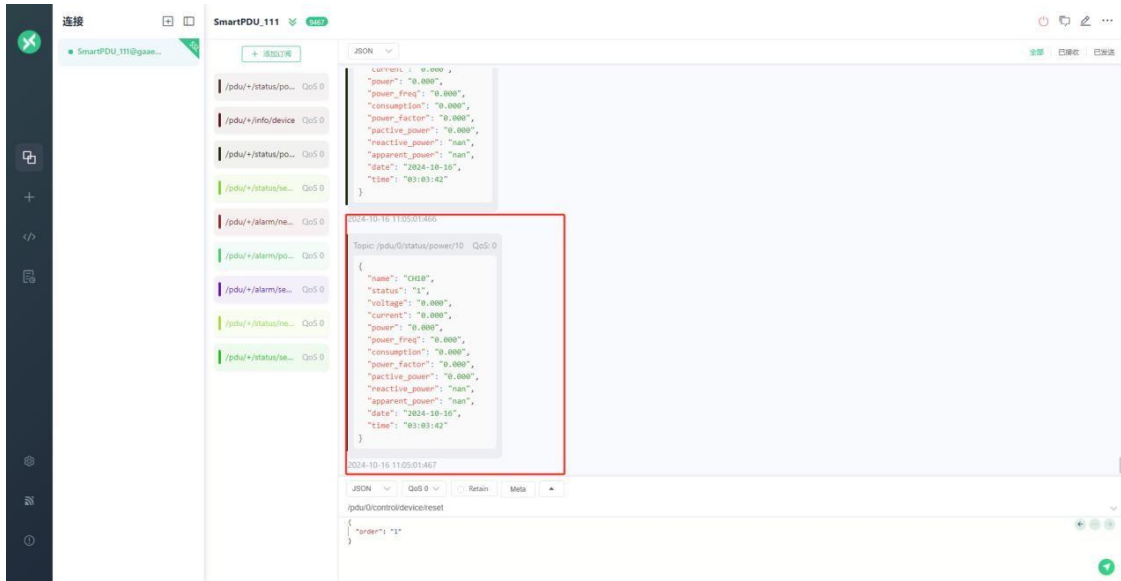 连接
SmartPDU_111@gaae...
SmartPDU_111
9467
+ 添加订阅
/pdu/+/status/po... QoS 0
/pdu/+/info/device QoS 0
/pdu/+/status/po... QoS 0
/pdu/+/status/se... QoS 0
/pdu/+/alarm/ne... QoS 0
/pdu/+/alarm/po... QoS 0
/pdu/+/alarm/se... QoS 0
/pdu/+/status/ne... QoS 0
/pdu/+/status/se... QoS 0
JSON
全部 已接收 已发送
"current": "0.000",
"power": "0.000",
"power_freq": "0.000",
"consumption": "0.000",
"power_factor": "0.000",
"pactive_power": "0.000",
"reactive_power": "nan",
"apparent_power": "nan",
"date": "2024-10-16",
"time": "03:03:42"
}
2024-10-16 11:05:01:466
Topic: /pdu/0/status/power/10 QoS: 0
{
"name": "CH10",
"status": "1",
"voltage": "0.000",
"current": "0.000",
"power": "0.000",
"power_freq": "0.000",
"consumption": "0.000",
"power_factor": "0.000",
"pactive_power": "0.000",
"reactive_power": "nan",
"apparent_power": "nan",
"date": "2024-10-16",
"time": "03:03:42"
}
2024-10-16 11:05:01:467
JSON QoS 0 Retain Meta
/pdu/0/control/device/reset
{
"order": "1"
}